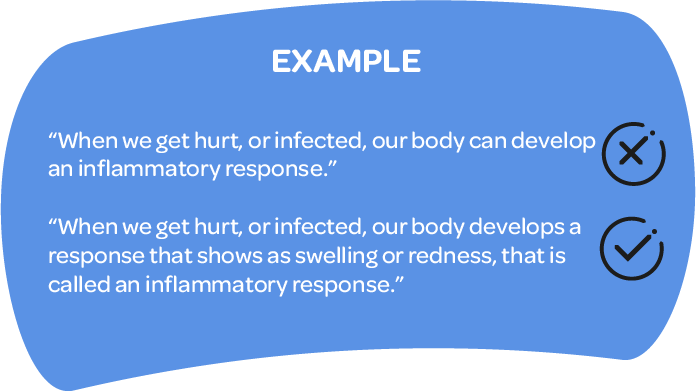 EXAMPLE
“When we get hurt, or infected, our body can develop
an inflammatory response.”
“When we get hurt, or infected, our body develops a
response that shows as swelling or redness, that is
called an inflammatory response.”